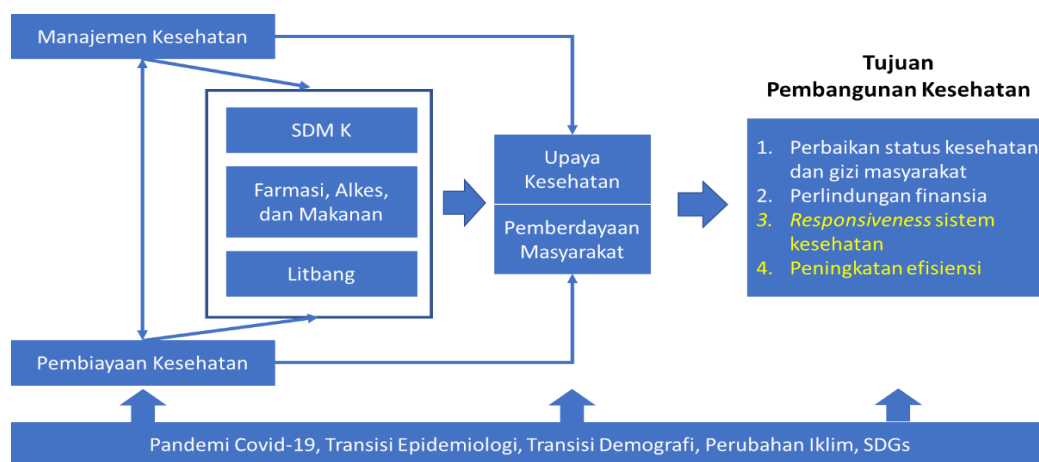 Manajemen Kesehatan
SDM K
Farmasi, Alkes,
dan Makanan
Litbang
Pembiayaan Kesehatan
Upaya
Kesehatan
Pemberdayaan
Masyarakat
Tujuan
Pembangunan Kesehatan
1. Perbaikan status kesehatan
dan gizi masyarakat
2. Perlindungan finansia
3. Responsiveness sistem
kesehatan
4. Peningkatan efisiensi
Pandemi Covid-19, Transisi Epidemiologi, Transisi Demografi, Perubahan Iklim, SDGs